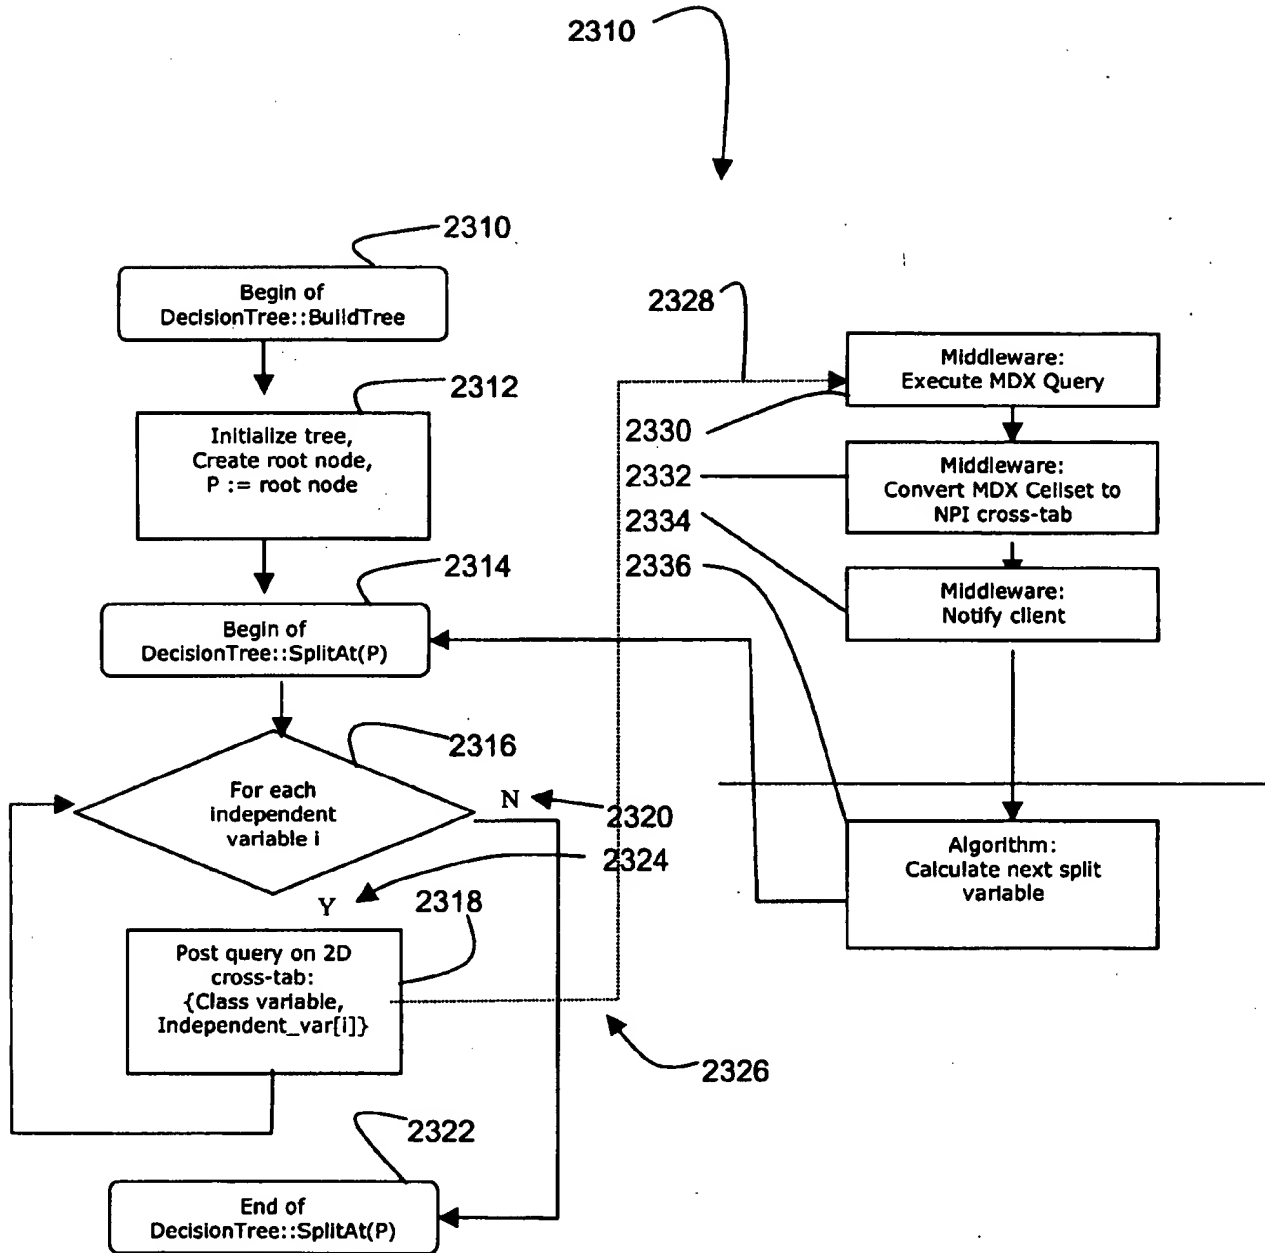 2310
2310
Begin of
DecisionTree::BuildTree
2312
Initialize tree,
Create root node,
P := root node
2314
Begin of
DecisionTree::SplitAt(P)
2316
For each
independent
variable i
N
2320
2324
Y
2318
Post query on 2D
cross-tab:
{Class variable,
Independent_var[i]}
2326
2322
End of
DecisionTree::SplitAt(P)
2328
Middleware:
Execute MDX Query
2330
2332
Middleware:
Convert MDX Cellset to
NPI cross-tab
2334
2336
Middleware:
Notify client
Algorithm:
Calculate next split
variable